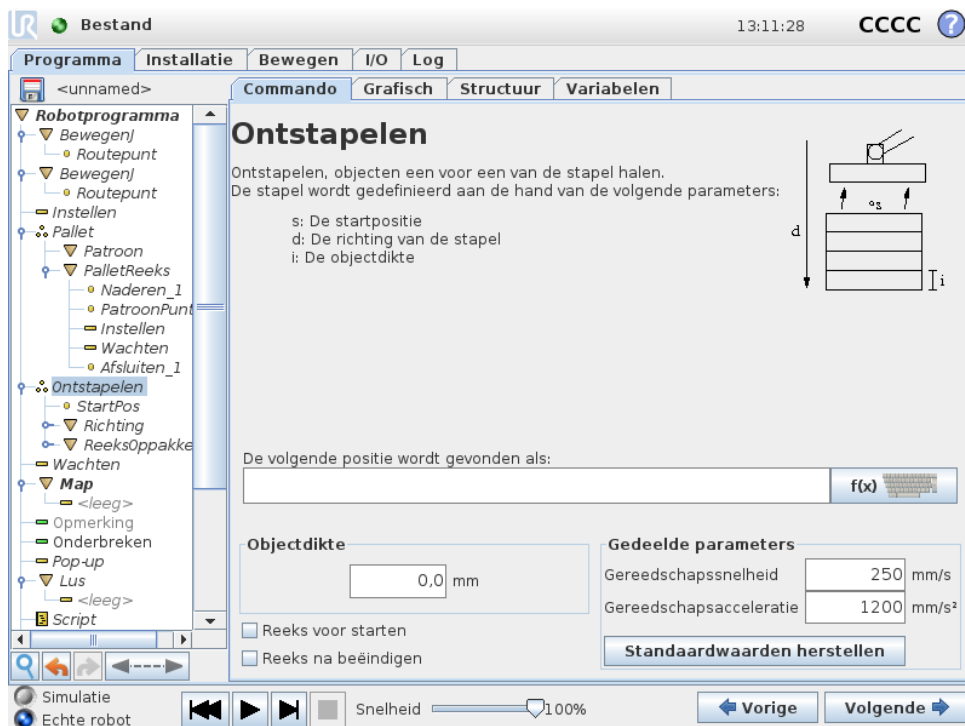 UR
Bestand
13:11:28
CCCC
?
Programma
Installatie
Bewegen
I/O
Log
<unnamed>
Commando
Grafisch
Structuur
Variabelen
Robotprogramma
BewegenJ
Routepunt
BewegenJ
Routepunt
Instellen
Pallet
Patroon
PalletReeks
Naderen_1
PatroonPunt
Instellen
Wachten
Afsluiten_1
Ontstapelen
StartPos
Richting
ReeksOppakke
Wachten
Map
<leeg>
Opmerking
Onderbreken
Pop-up
Lus
<leeg>
Script
Ontstapelen
Ontstapelen, objecten een voor een van de stapel halen.
De stapel wordt gedefinieerd aan de hand van de volgende parameters:
s: De startpositie
d: De richting van de stapel
i: De objectdikte
s
d
i
De volgende positie wordt gevonden als:
f(x)
Objectdikte
0,0 mm
Gedeelde parameters
Gereedschapssnelheid 250 mm/s
Gereedschapsacceleratie 1200 mm/s²
Standaardwaarden herstellen
Reeks voor starten
Reeks na beëindigen
Simulatie
Echte robot
Snelheid 100%
Vorige
Volgende